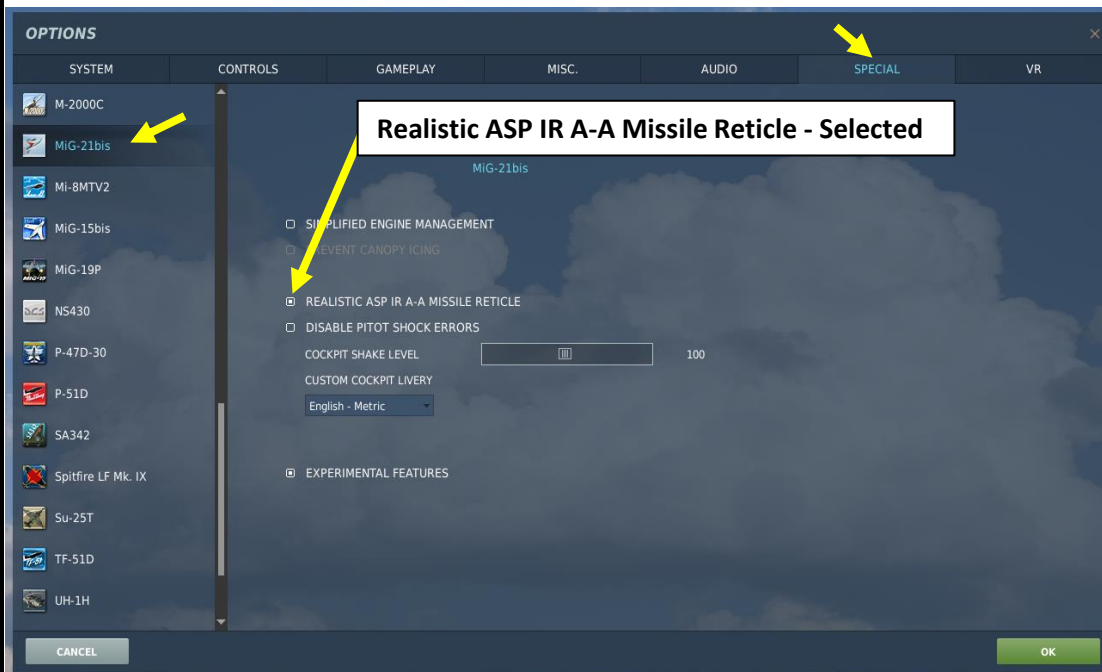 OPTIONS
SYSTEM CONTROLS GAMEPLAY MISC. AUDIO SPECIAL VR
M-2000C
MiG-21bis
Mi-8MTV2
MiG-15bis
MiG-19P
NS430
P-47D-30
P-51D
SA342
Spitfire LF Mk. IX
Su-25T
TF-51D
UH-1H
Realistic ASP IR A-A Missile Reticle - Selected
MiG-21bis
SIMPLIFIED ENGINE MANAGEMENT
PREVENT CANOPY ICING
REALISTIC ASP IR A-A MISSILE RETICLE
DISABLE PITOT SHOCK ERRORS
COCKPIT SHAKE LEVEL 100
CUSTOM COCKPIT LIVERY
English - Metric
EXPERIMENTAL FEATURES
CANCEL OK